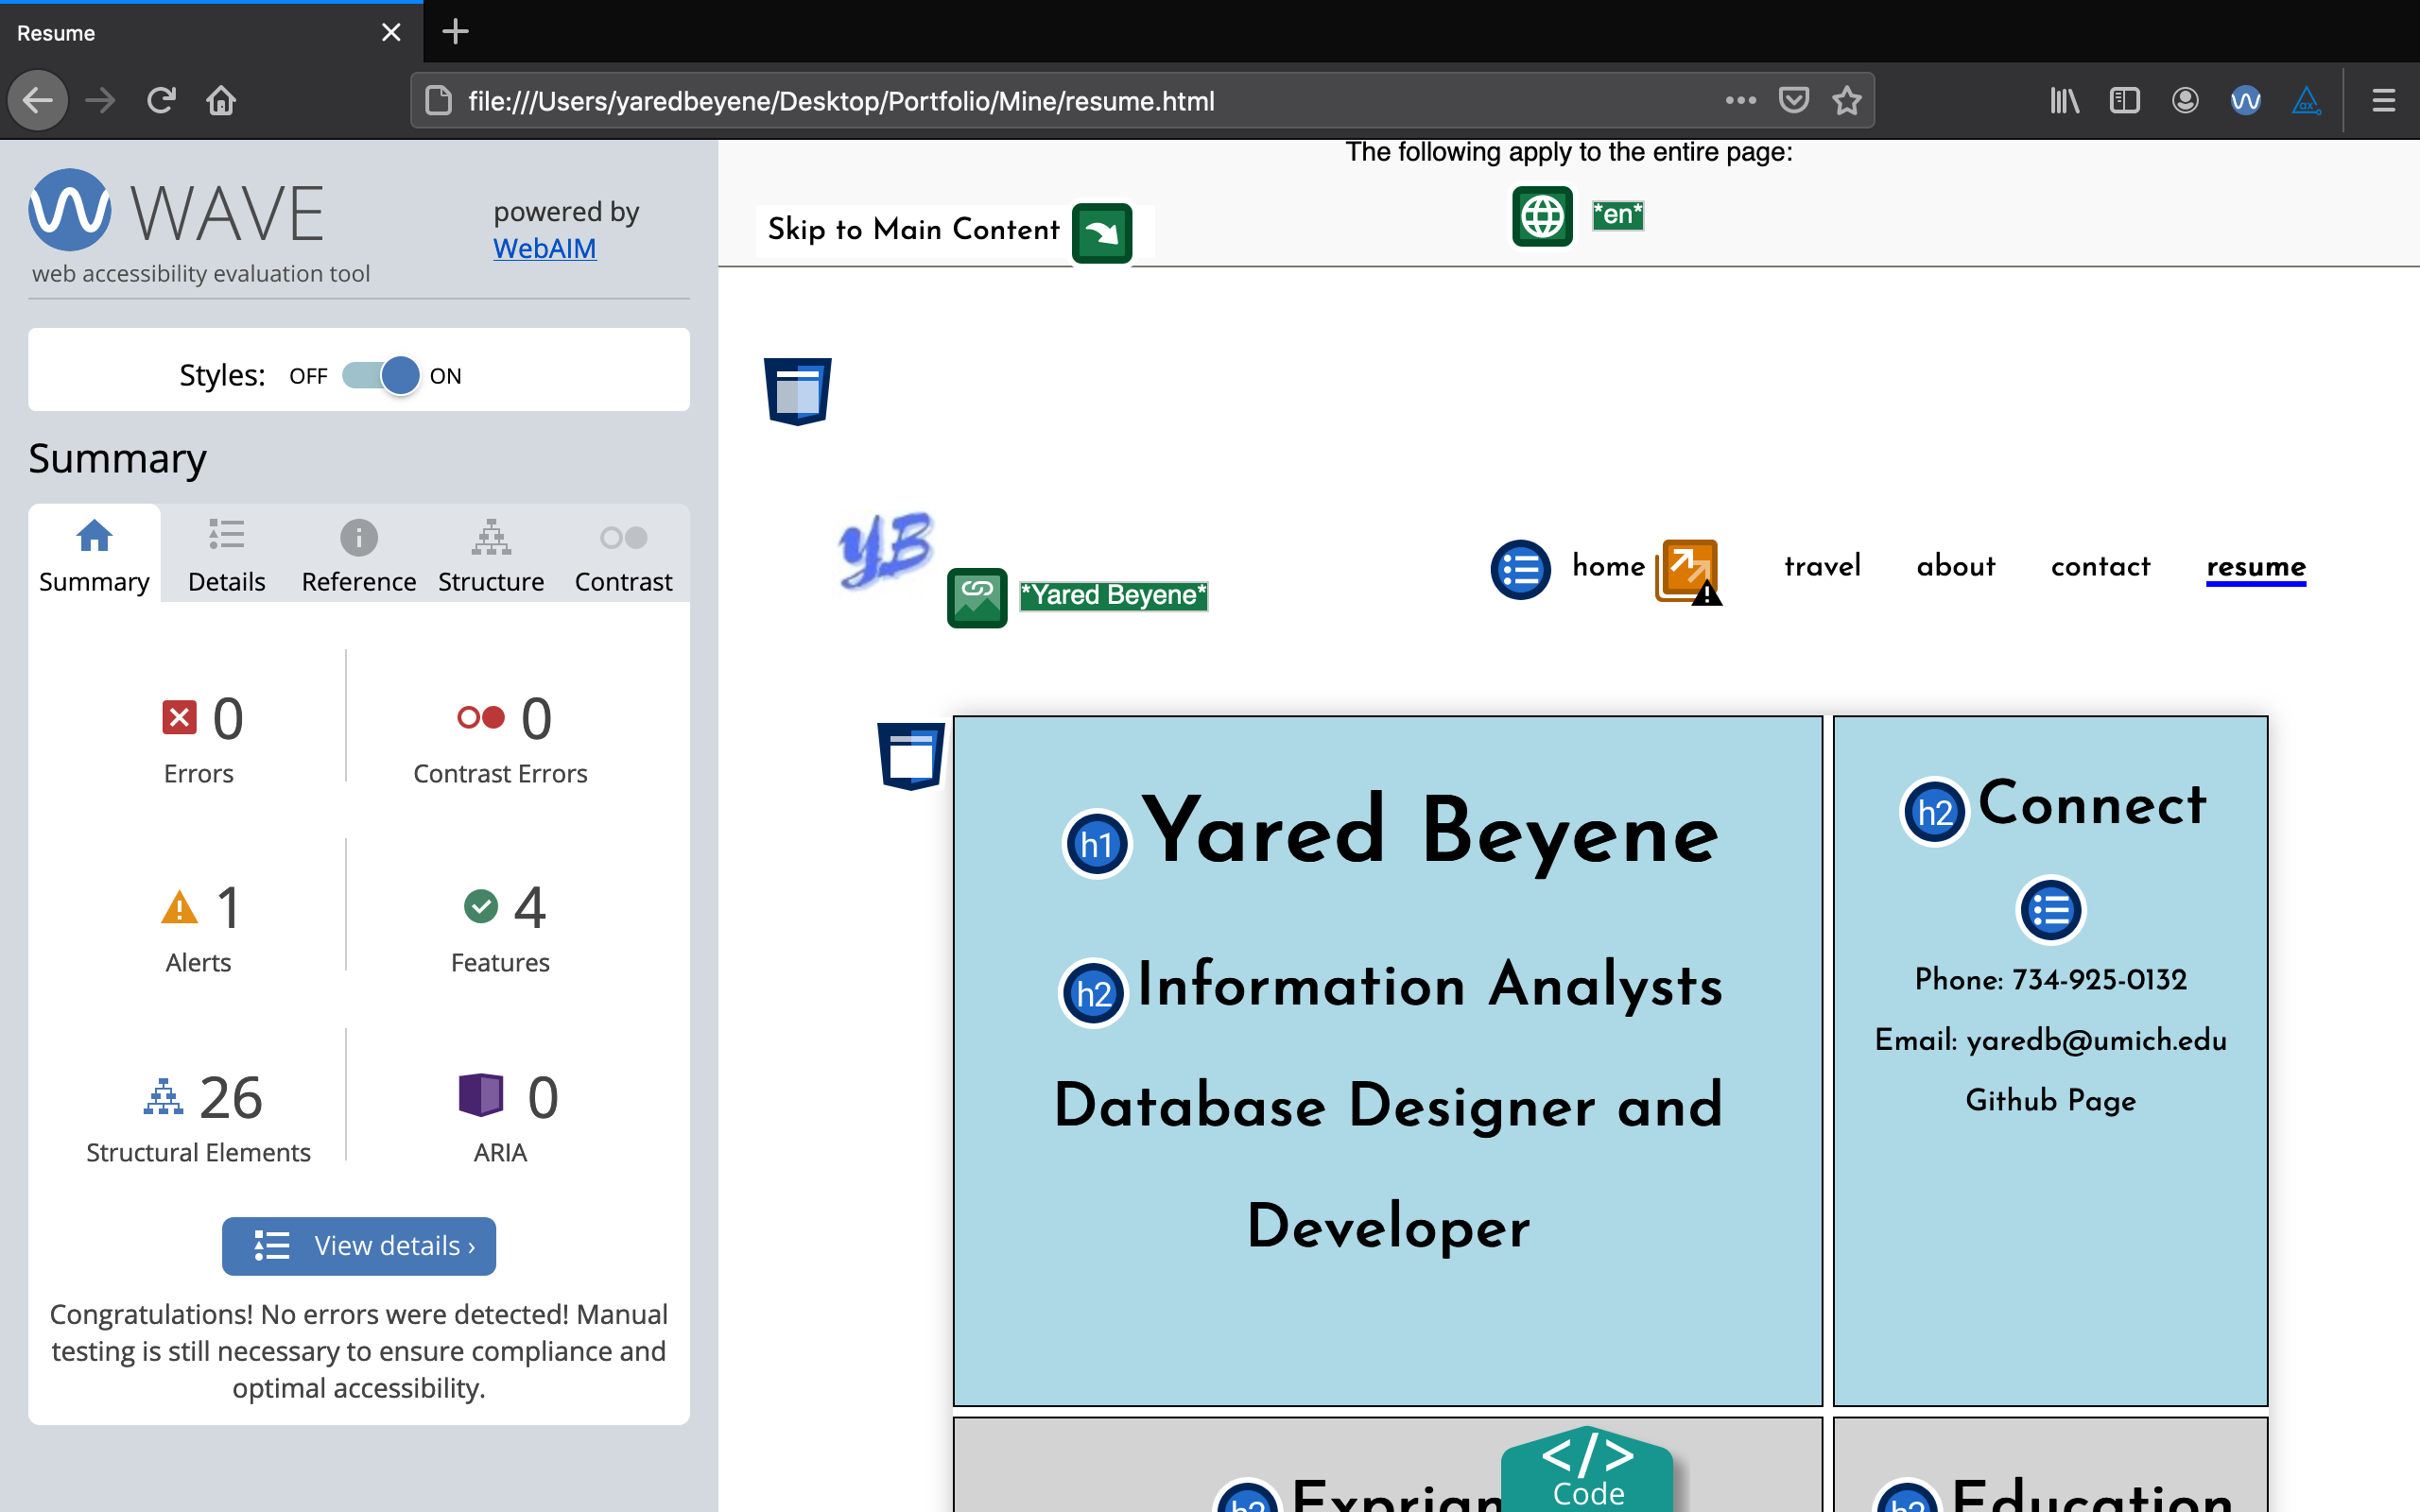 Resume
file:///Users/yaredbeyene/Desktop/Portfolio/Mine/resume.html
WAVE
powered by
WebAIM
web accessibility evaluation tool
Styles: OFF ON
Summary
Summary Details Reference Structure Contrast
0 Errors
0 Contrast Errors
1 Alerts
4 Features
26 Structural Elements
0 ARIA
View details ›
Congratulations! No errors were detected! Manual
testing is still necessary to ensure compliance and
optimal accessibility.
The following apply to the entire page:
Skip to Main Content
*en*
YB
*Yared Beyene*
home travel about contact resume
h1 Yared Beyene
h2 Information Analysts
Database Designer and
Developer
h2 Connect
Phone: 734-925-0132
Email: yaredb@umich.edu
Github Page
h2
</>
Code
h2 Education